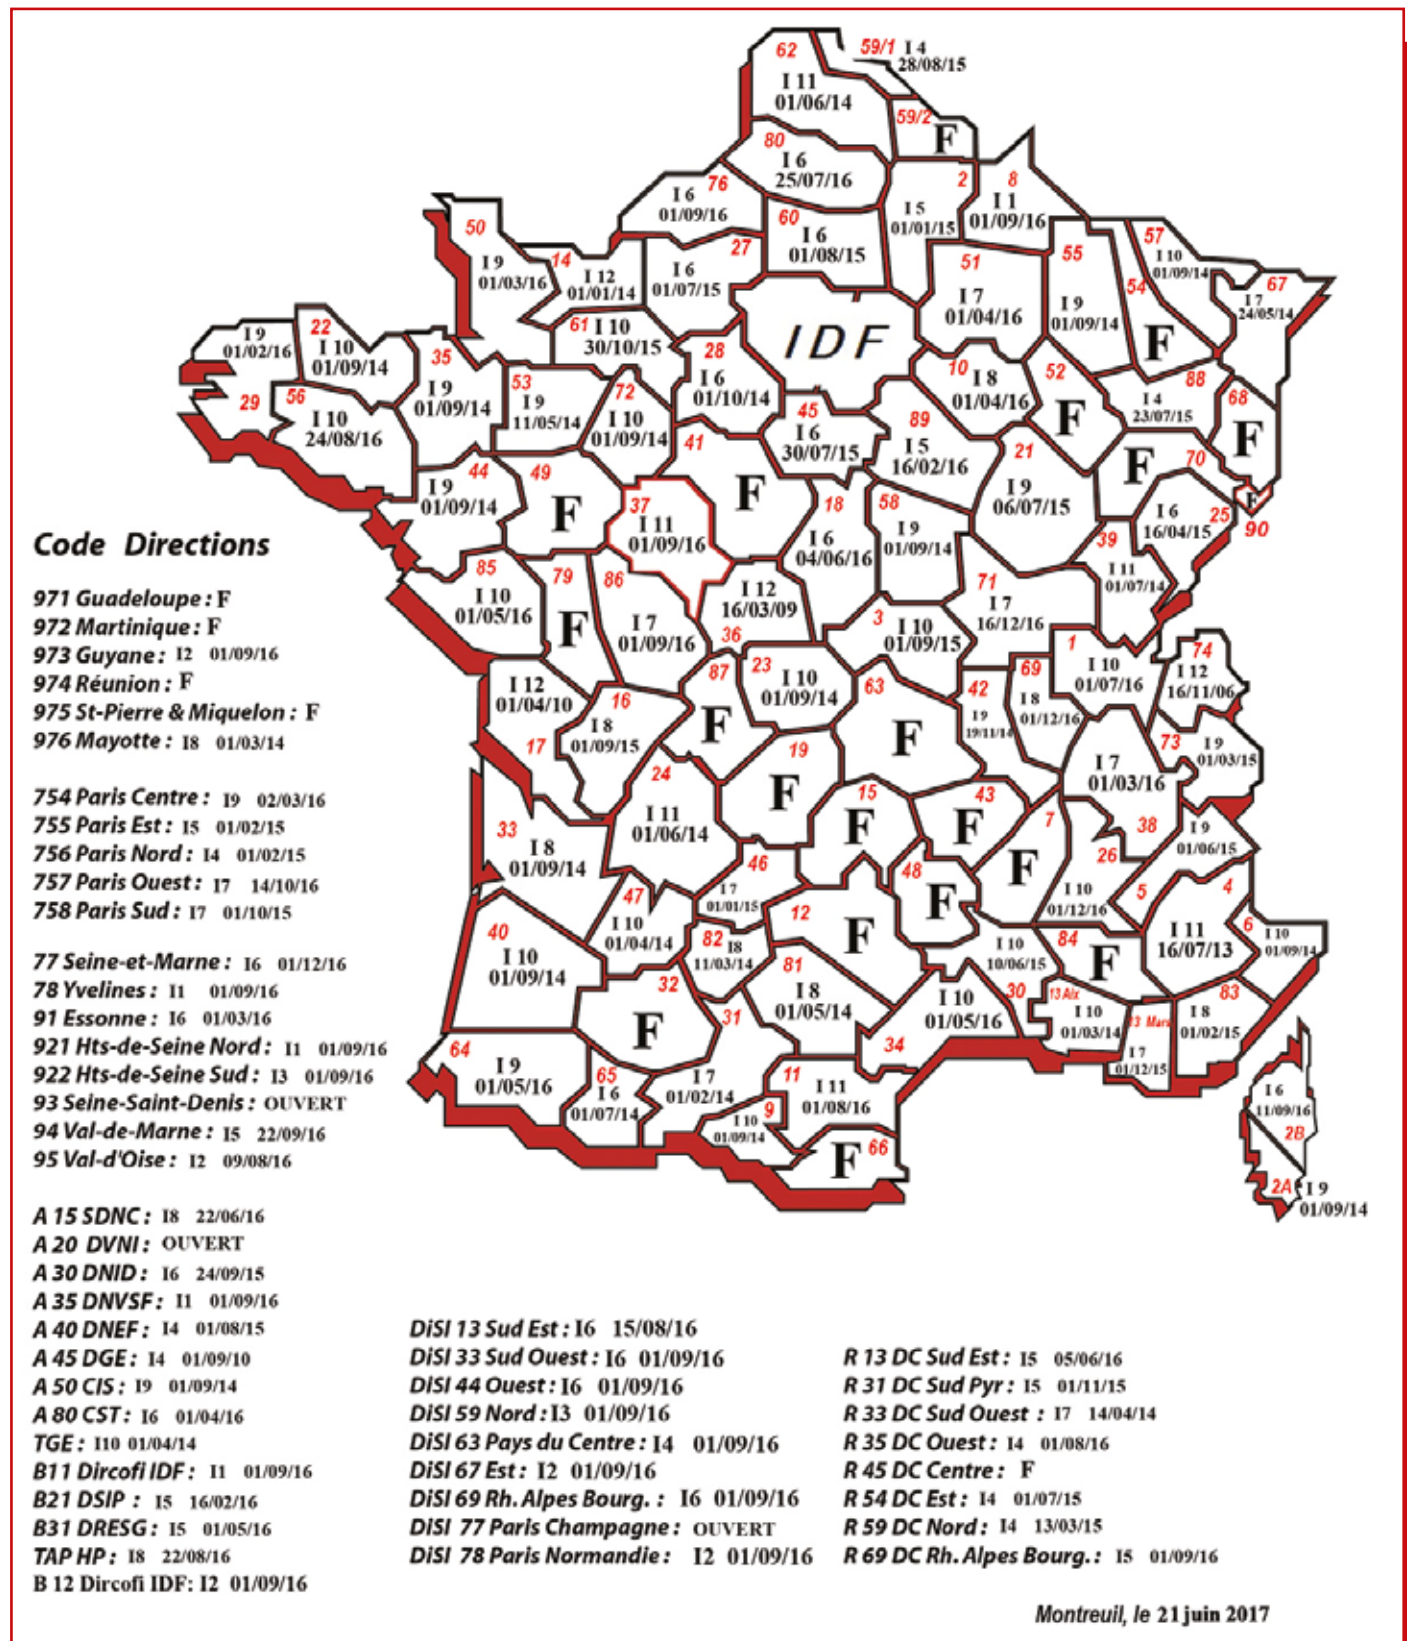 62
I 11
01/06/14
59/1 I 4
28/08/15
59/2
F
80
I 6
25/07/16
76
I 6
01/09/16
2
I 5
01/01/15
8
I 1
01/09/16
60
I 6
01/08/15
27
I 6
01/07/15
50
I 9
01/03/16
14
I 12
01/01/14
61 I 10
30/10/15
51
I 7
01/04/16
55
I 9
01/09/14
54
F
57
I 10
01/09/14
67
I 7
24/05/14
IDF
I 9
01/02/16
29
22
I 10
01/09/14
56
I 10
24/08/16
35
I 9
01/09/14
53
I 9
11/05/14
72
I 10
01/09/14
28
I 6
01/10/14
45
I 6
30/07/15
10
I 8
01/04/16
52
F
88
I 4
23/07/15
68
F
89
I 5
16/02/16
41
F
44
I 9
01/09/14
49
F
37
I 11
01/09/16
18
I 6
04/06/16
58
I 9
01/09/14
21
I 9
06/07/15
70
F
25
I 6
16/04/15
F
90
39
I 11
01/07/14
85
I 10
01/05/16
79
F
86
I 7
01/09/16
I 12
16/03/09
36
71
I 7
16/12/16
3
I 10
01/09/15
1
I 10
01/07/16
74
I 12
16/11/06
I 12
01/04/10
17
16
I 8
01/09/15
87
F
23
I 10
01/09/14
63
F
42
I 9
19/11/14
69
I 8
01/12/16
73
I 9
01/03/15
I 7
01/03/16
38
33
I 8
01/09/14
24
I 11
01/06/14
19
F
15
F
43
F
7
F
26
I 10
01/12/16
I 9
01/06/15
5
4
I 11
16/07/13
6
I 10
01/09/14
46
I 7
01/01/15
47
I 10
01/04/14
48
F
12
F
40
I 10
01/09/14
82
I8
11/03/14
81
I 8
01/05/14
I 10
10/06/15
30
84
F
83
I 8
01/02/15
13 Aix
I 10
01/03/14
13 Mars
I 7
01/12/15
32
F
31
I 7
01/02/14
I 10
01/05/16
34
64
I 9
01/05/16
65
I 6
01/07/14
9
I 10
01/09/14
11
I 11
01/08/16
66
F
I 6
11/09/16
2B
2A I 9
01/09/14
Code Directions
971 Guadeloupe : F
972 Martinique : F
973 Guyane : I2 01/09/16
974 Réunion : F
975 St-Pierre & Miquelon : F
976 Mayotte : I8 01/03/14
754 Paris Centre : I9 02/03/16
755 Paris Est : I5 01/02/15
756 Paris Nord : I4 01/02/15
757 Paris Ouest : I7 14/10/16
758 Paris Sud : I7 01/10/15
77 Seine-et-Marne : I6 01/12/16
78 Yvelines : I1 01/09/16
91 Essonne : I6 01/03/16
921 Hts-de-Seine Nord : I1 01/09/16
922 Hts-de-Seine Sud : I3 01/09/16
93 Seine-Saint-Denis : OUVERT
94 Val-de-Marne : I5 22/09/16
95 Val-d'Oise : I2 09/08/16
A 15 SDNC : I8 22/06/16
A 20 DVNI : OUVERT
A 30 DNID : I6 24/09/15
A 35 DNVSF : I1 01/09/16
A 40 DNEF : I4 01/08/15
A 45 DGE : I4 01/09/10
A 50 CIS : I9 01/09/14
A 80 CST : I6 01/04/16
TGE : I10 01/04/14
B11 Dircofi IDF : I1 01/09/16
B21 DSIP : I5 16/02/16
B31 DRESG : I5 01/05/16
TAP HP : I8 22/08/16
B 12 Dircofi IDF: I2 01/09/16
DiSI 13 Sud Est : I6 15/08/16
DiSI 33 Sud Ouest : I6 01/09/16
DiSI 44 Ouest : I6 01/09/16
DiSI 59 Nord : I3 01/09/16
DiSI 63 Pays du Centre : I4 01/09/16
DiSI 67 Est : I2 01/09/16
DiSI 69 Rh. Alpes Bourg. : I6 01/09/16
DiSI 77 Paris Champagne : OUVERT
DiSI 78 Paris Normandie : I2 01/09/16
R 13 DC Sud Est : I5 05/06/16
R 31 DC Sud Pyr : I5 01/11/15
R 33 DC Sud Ouest : I7 14/04/14
R 35 DC Ouest : I4 01/08/16
R 45 DC Centre : F
R 54 DC Est : I4 01/07/15
R 59 DC Nord : I4 13/03/15
R 69 DC Rh. Alpes Bourg. : I5 01/09/16
Montreuil, le 21 juin 2017